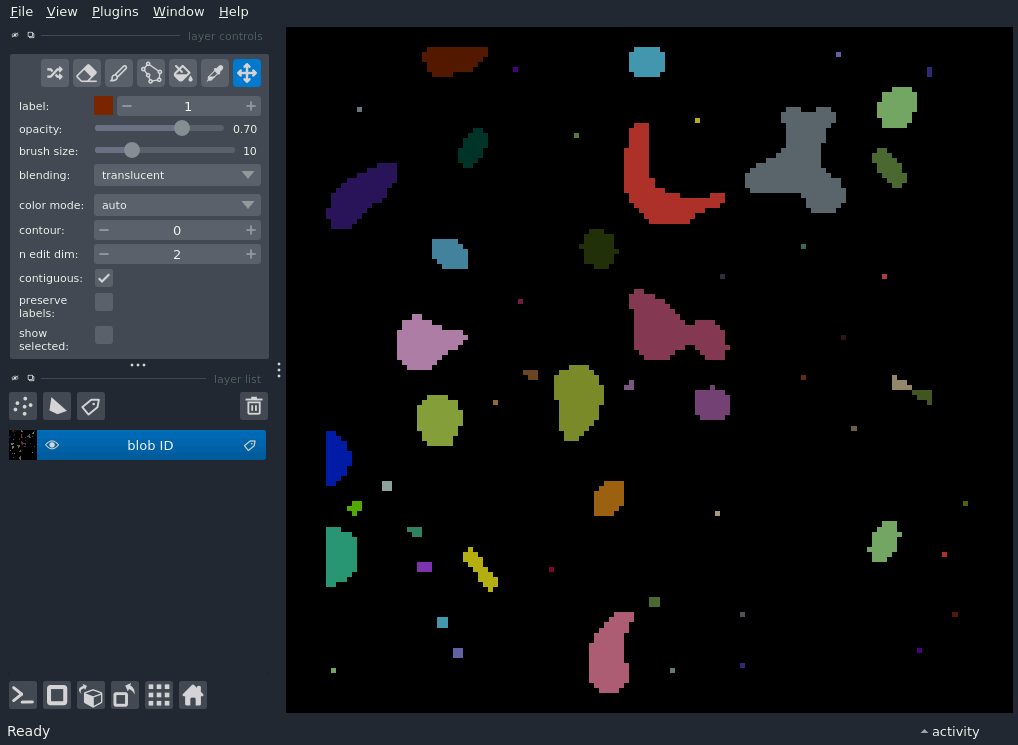 File View Plugins Window Help
layer controls
label: 1
opacity: 0.70
brush size: 10
blending: translucent
color mode: auto
contour: 0
n edit dim: 2
contiguous:
preserve
labels:
show
selected:
layer list
blob ID
Ready
activity